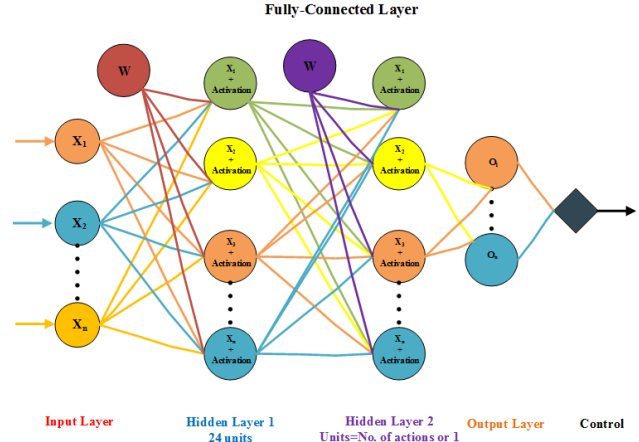 Fully-Connected Layer
W
W
X1
+
Activation
X1
+
Activation
X1
X2
+
Activation
X2
+
Activation
O1
X2
X3
+
Activation
X3
+
Activation
On
Xn
Xn
+
Activation
Xn
+
Activation
Input Layer
Hidden Layer 1
24 units
Hidden Layer 2
Units=No. of actions or 1
Output Layer
Control